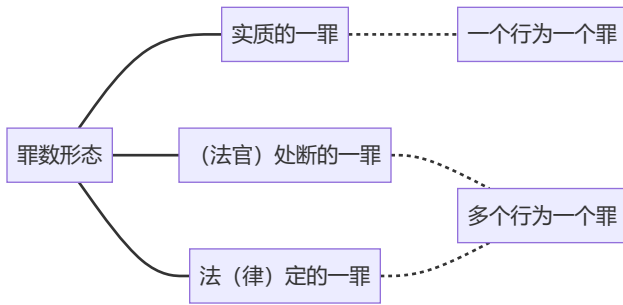 实质的一罪
一个行为一个罪
罪数形态
（法官）处断的一罪
多个行为一个罪
法（律）定的一罪